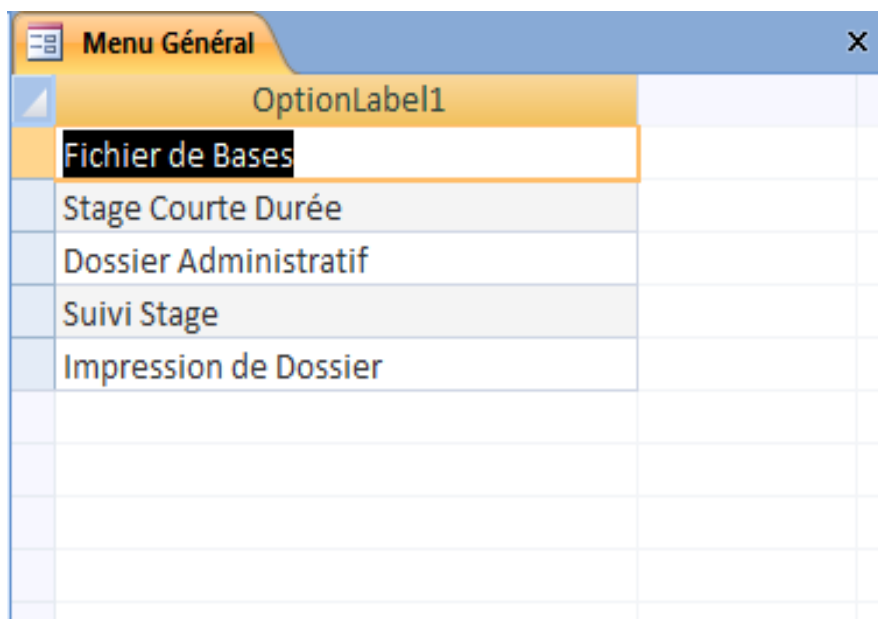 Menu Général
OptionLabel1
Fichier de Bases
Stage Courte Durée
Dossier Administratif
Suivi Stage
Impression de Dossier